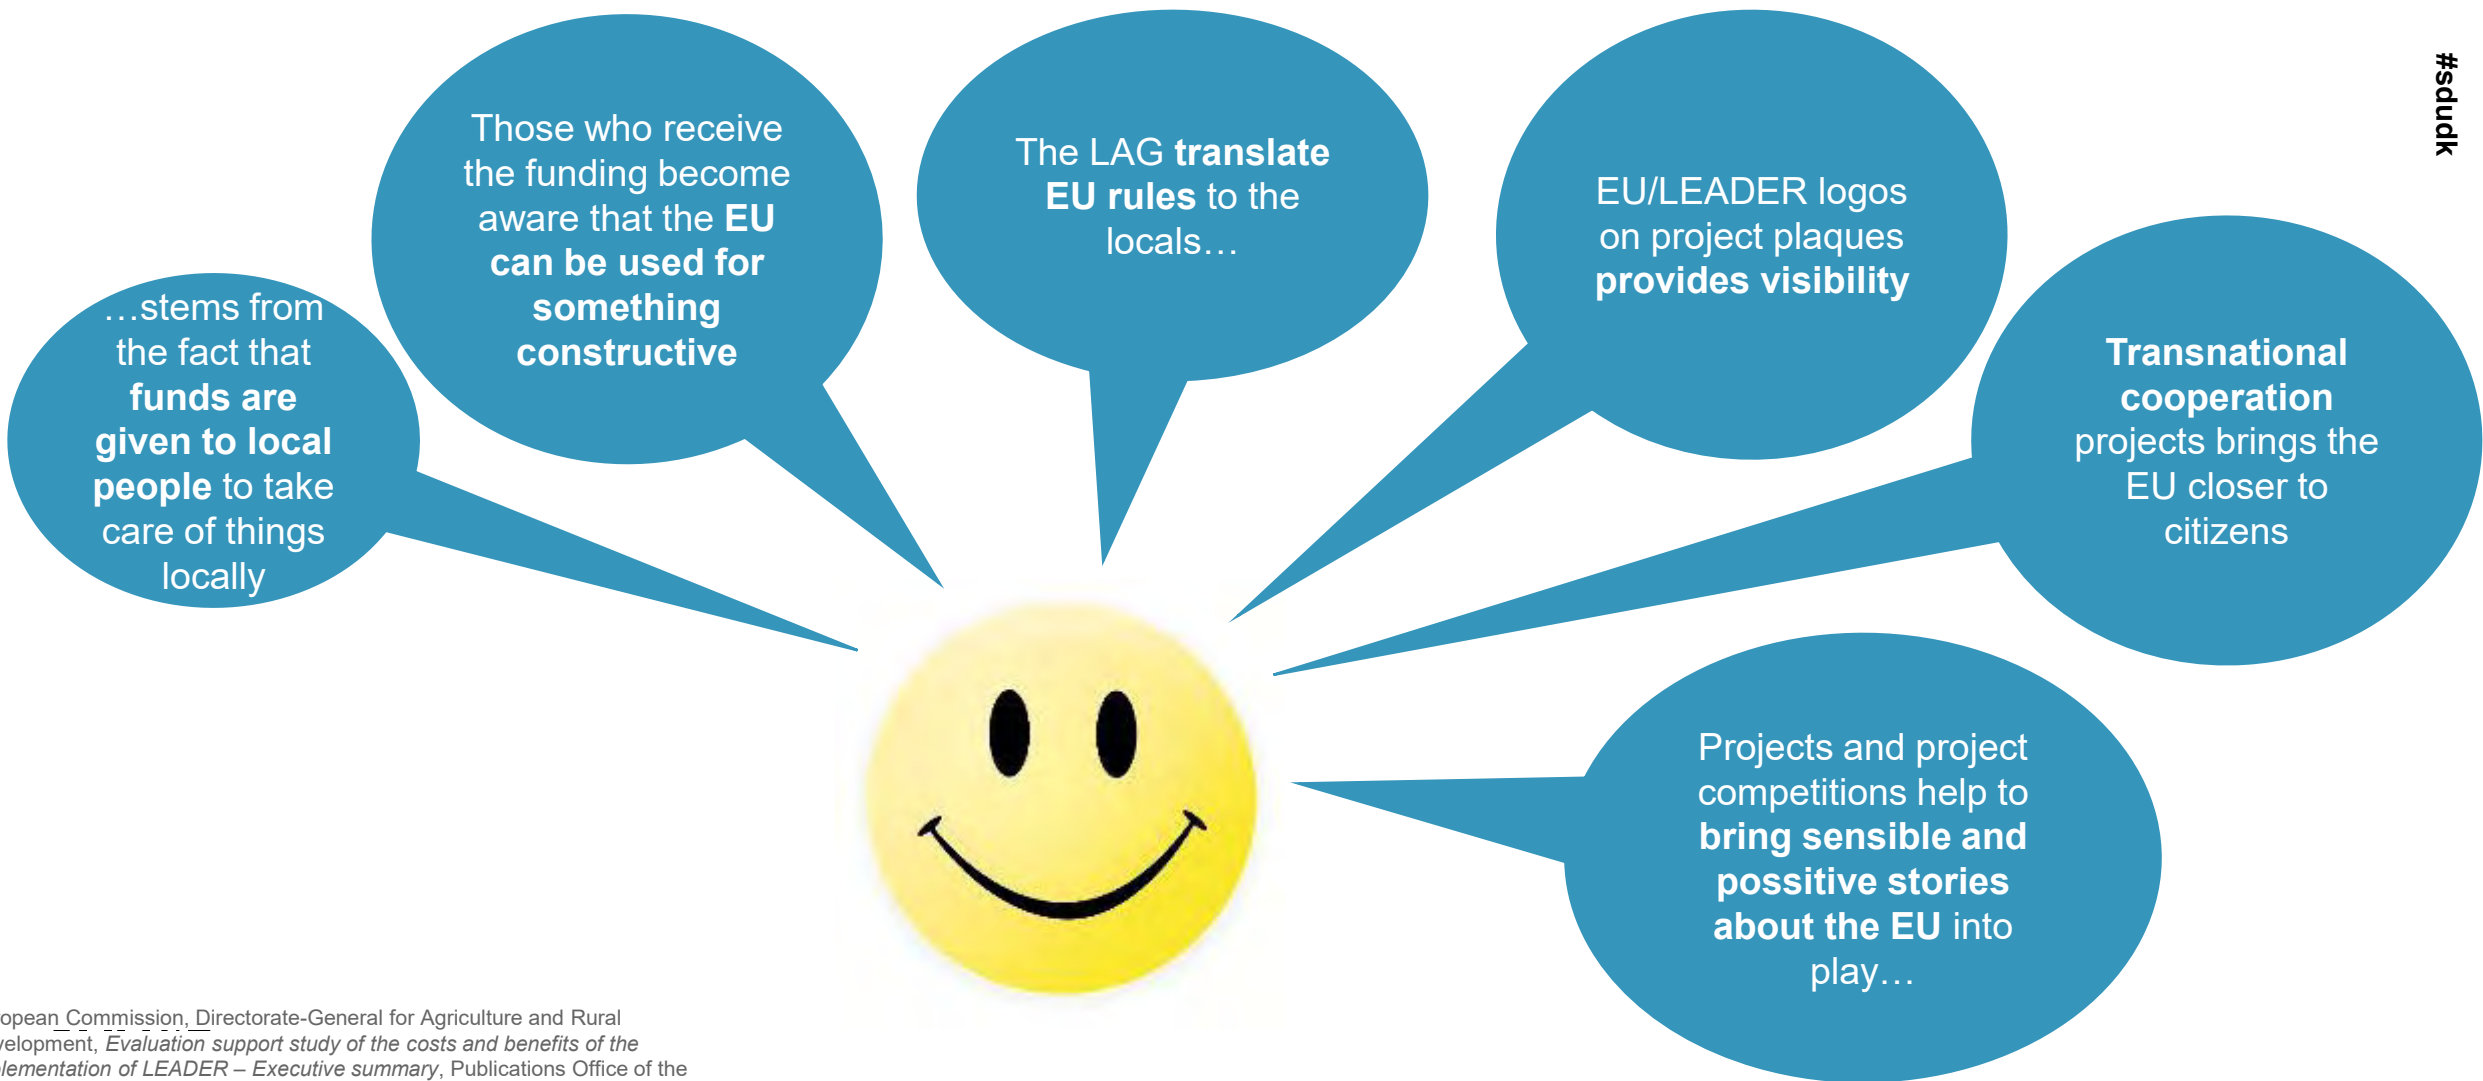 #sdudk
…stems from
the fact that
funds are
given to local
people to take
care of things
locally
Those who receive
the funding become
aware that the EU
can be used for
something
constructive
The LAG translate
EU rules to the
locals…
EU/LEADER logos
on project plaques
provides visibility
Transnational
cooperation
projects brings the
EU closer to
citizens
Projects and project
competitions help to
bring sensible and
possitive stories
about the EU into
play…
ropean Commission, Directorate-General for Agriculture and Rural
velopment, Evaluation support study of the costs and benefits of the
plementation of LEADER – Executive summary, Publications Office of the